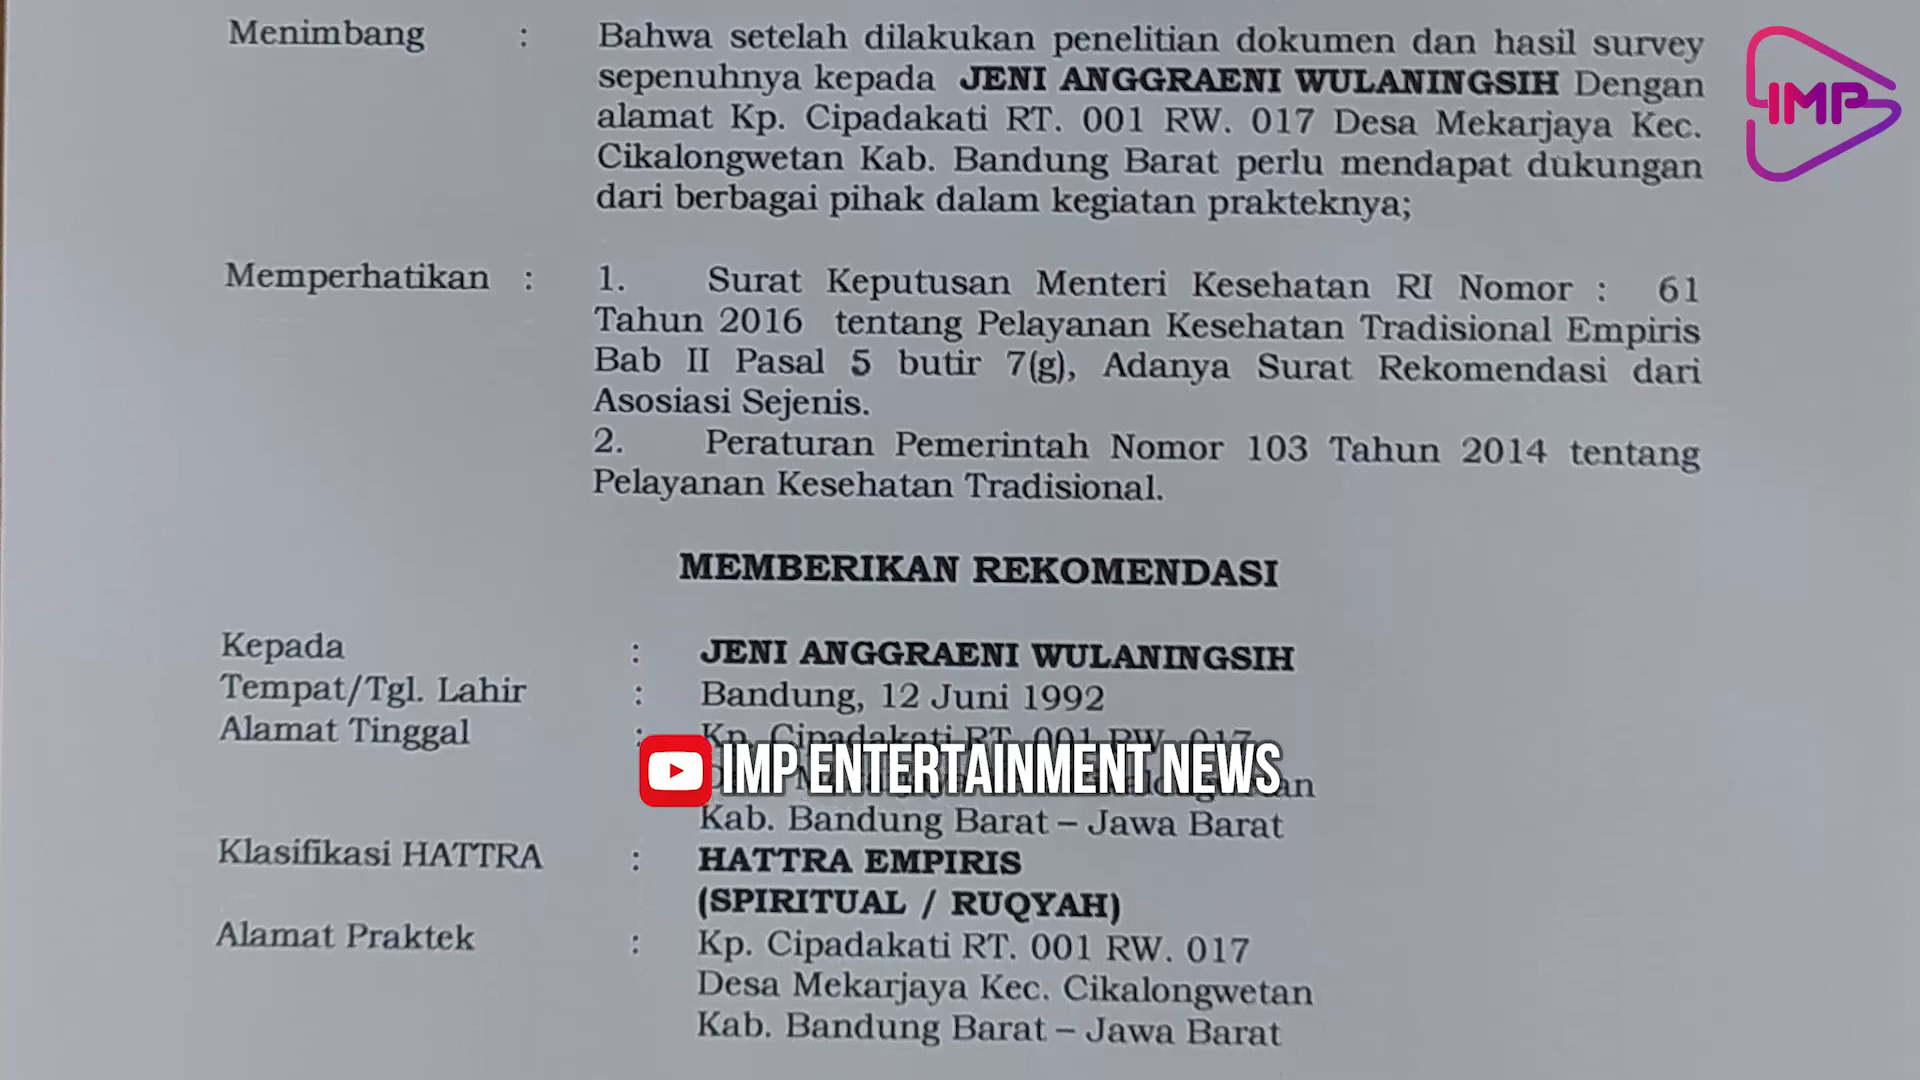 Menimbang : Bahwa setelah dilakukan penelitian dokumen dan hasil survey
sepenuhnya kepada JENI ANGGRAENI WULANINGSIH Dengan
alamat Kp. Cipadakati RT. 001 RW. 017 Desa Mekarjaya Kec.
Cikalongwetan Kab. Bandung Barat perlu mendapat dukungan
dari berbagai pihak dalam kegiatan prakteknya;
IMP
Memperhatikan : 1. Surat Keputusan Menteri Kesehatan RI Nomor : 61
Tahun 2016 tentang Pelayanan Kesehatan Tradisional Empiris
Bab II Pasal 5 butir 7(g), Adanya Surat Rekomendasi dari
Asosiasi Sejenis.
2. Peraturan Pemerintah Nomor 103 Tahun 2014 tentang
Pelayanan Kesehatan Tradisional.
MEMBERIKAN REKOMENDASI
Kepada : JENI ANGGRAENI WULANINGSIH
Tempat/Tgl. Lahir : Bandung, 12 Juni 1992
Alamat Tinggal : Kp. Cipadakati RT. 001 RW. 017
IMP ENTERTAINMENT NEWS
Kab. Bandung Barat – Jawa Barat
Klasifikasi HATTRA : HATTRA EMPIRIS
(SPIRITUAL / RUQYAH)
Alamat Praktek : Kp. Cipadakati RT. 001 RW. 017
Desa Mekarjaya Kec. Cikalongwetan
Kab. Bandung Barat – Jawa Barat